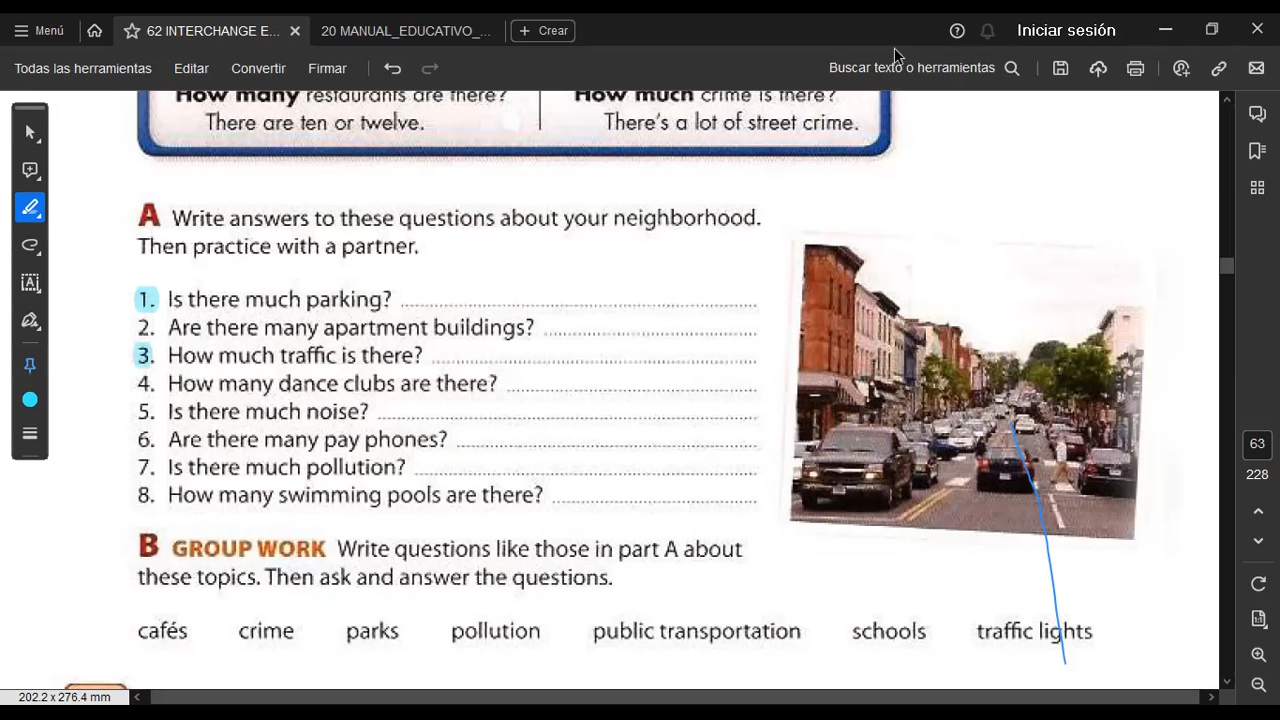 Menú
62 INTERCHANGE E...
20 MANUAL_EDUCATIVO_...
Crear
Iniciar sesión
Todas las herramientas
Editar
Convertir
Firmar
Buscar texto o herramientas
How many restaurants are there?
There are ten or twelve.
How much crime is there?
There's a lot of street crime.
A Write answers to these questions about your neighborhood.
Then practice with a partner.
1. Is there much parking?
2. Are there many apartment buildings?
3. How much traffic is there?
4. How many dance clubs are there?
5. Is there much noise?
6. Are there many pay phones?
7. Is there much pollution?
8. How many swimming pools are there?
B GROUP WORK Write questions like those in part A about
these topics. Then ask and answer the questions.
cafés crime parks pollution public transportation schools traffic lights
63
228
202.2 x 276.4 mm